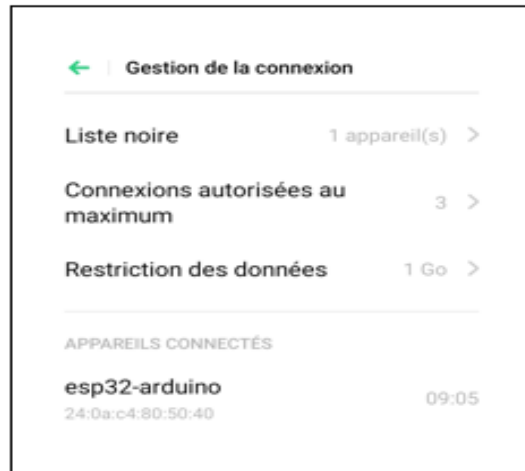 Gestion de la connexion
Liste noire 1 appareil(s)
Connexions autorisées au
maximum 3
Restriction des données 1 Go
APPAREILS CONNECTÉS
esp32-arduino 09:05
24:0a:c4:80:50:40